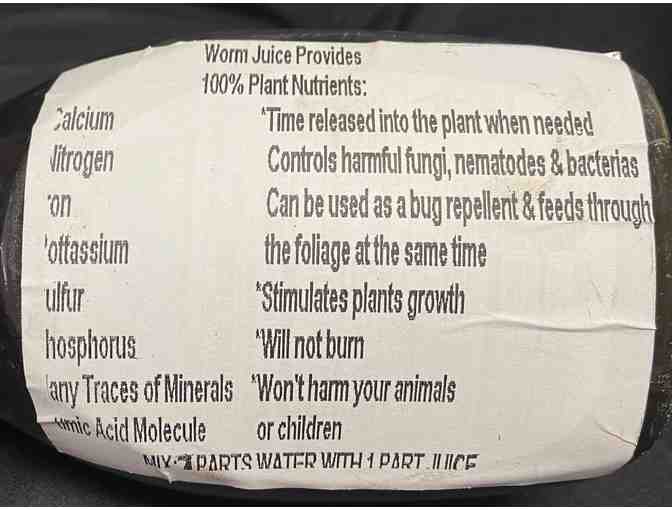 Worm Juice Provides
100% Plant Nutrients:
alcium *Time released into the plant when needed
itrogen Controls harmful fungi, nematodes & bacterias
on Can be used as a bug repellent & feeds through
ottassium the foliage at the same time
ulfur *Stimulates plants growth
hosphorus *Will not burn
any Traces of Minerals *Won't harm your animals
umic Acid Molecule or children
MIX: PARTS WATER WITH 1 PART JUICE